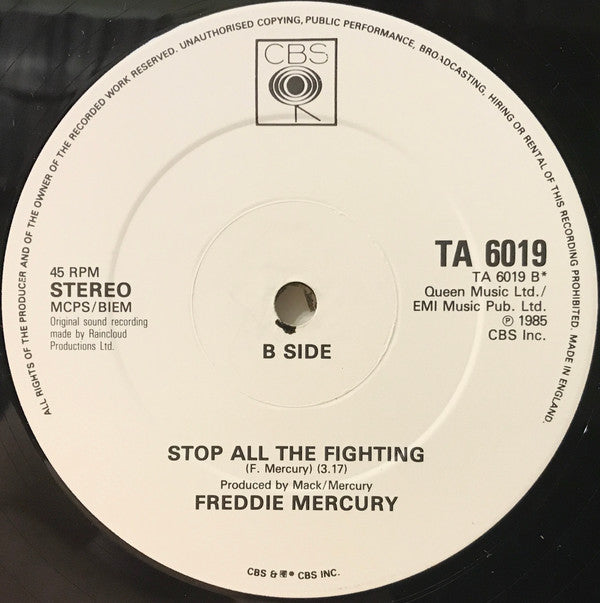 ALL RIGHTS OF THE PRODUCER AND OF THE OWNER OF THE RECORDED WORK RESERVED. UNAUTHORISED COPYING, PUBLIC PERFORMANCE, BROADCASTING, HIRING OR RENTAL OF THIS RECORDING PROHIBITED. MADE IN ENGLAND.
CBS
TA 6019
TA 6019 B*
Queen Music Ltd./
EMI Music Pub. Ltd.
℗ 1985
CBS Inc.
45 RPM
STEREO
MCPS/BIEM
Original sound recording
made by Raincloud
Productions Ltd.
B SIDE
STOP ALL THE FIGHTING
(F. Mercury) (3.17)
Produced by Mack/Mercury
FREDDIE MERCURY
CBS & ® CBS INC.